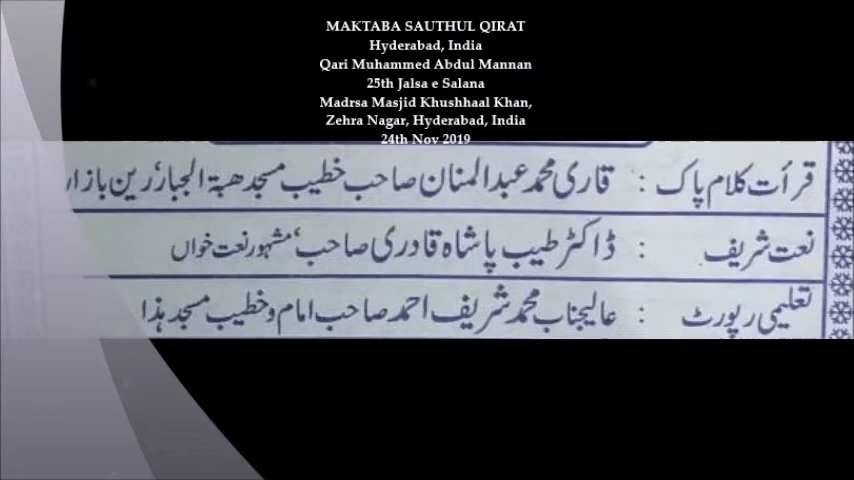 MAKTABA SAUTHUL QIRAT
Hyderabad, India
Qari Muhammed Abdul Mannan
25th Jalsa e Salana
Madrsa Masjid Khushhaal Khan,
Zehra Nagar, Hyderabad, India
24th Nov 2019
قرأت کلام پاک : قاری محمد عبدالمنان صاحب خطیب مسجد ھبۃ الجبار، رین بازار
نعت شریف : ڈاکٹر طیب پاشاہ قادری صاحب، مشہور نعت خواں
تعلیمی رپورٹ : عالیجناب محمد شریف احمد صاحب امام و خطیب مسجد ہذا